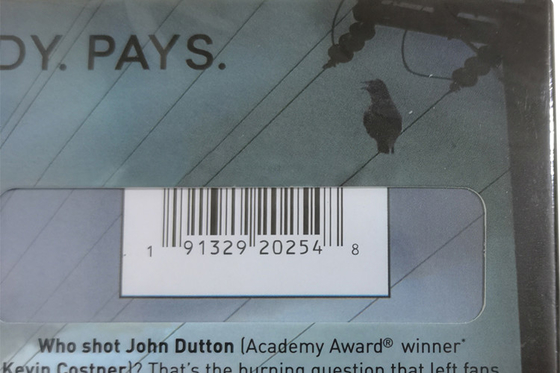 DY. PAYS.
1 91329 20254 8
Who shot John Dutton (Academy Award® winner*
Kevin Costner)? That's the burning question that left fans